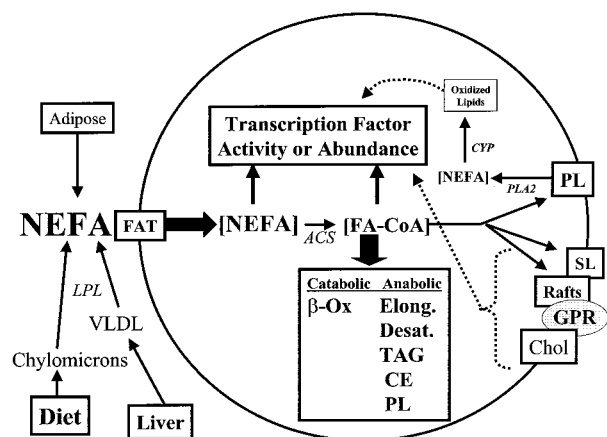 Adipose
NEFA
FAT
LPL
VLDL
Chylomicrons
Diet
Liver
Transcription Factor
Activity or Abundance
[NEFA]
ACS
[FA-CoA]
Catabolic Anabolic
β-Ox Elong.
Desat.
TAG
CE
PL
Oxidized
Lipids
CYP
[NEFA]
PLA2
PL
SL
Rafts
GPR
Chol